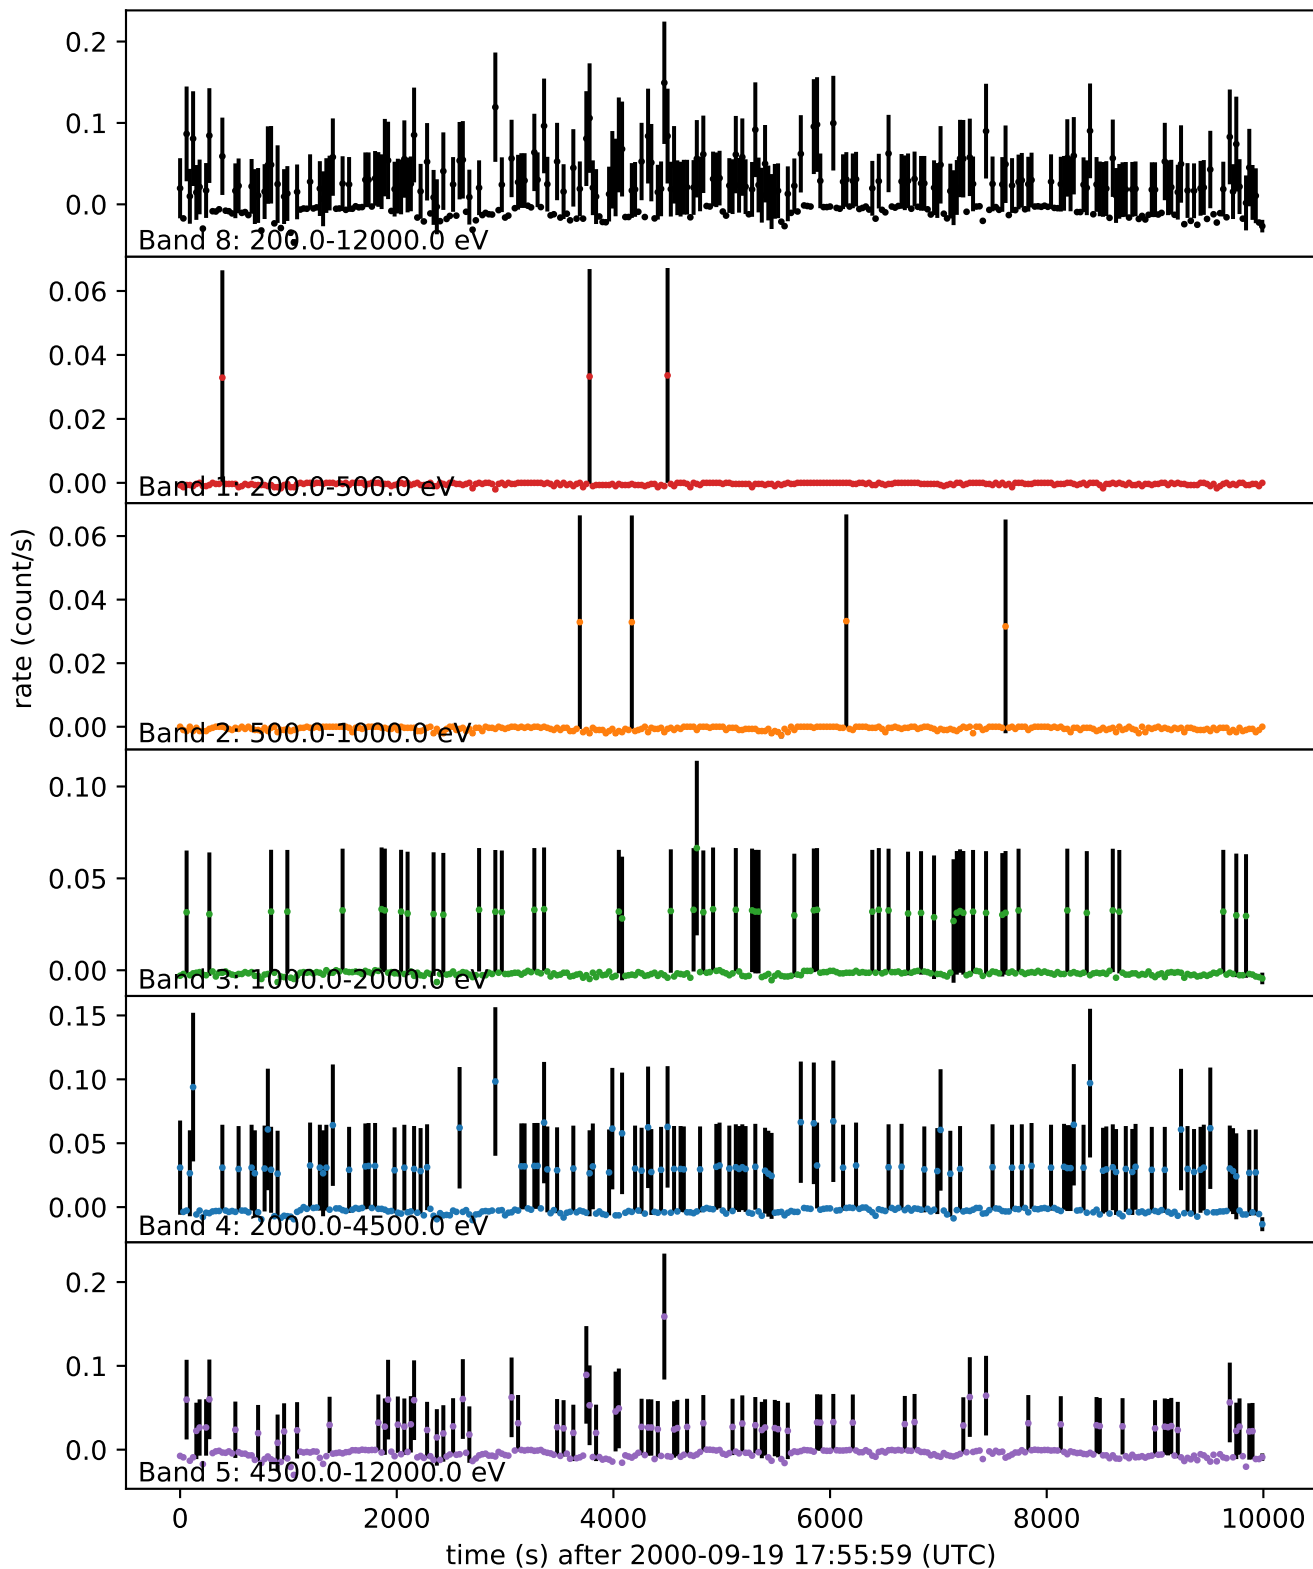 0.2
0.1
0.0
Band 8: 200.0-12000.0 eV
0.06
0.04
0.02
0.00
Band 1: 200.0-500.0 eV
0.06
0.04
0.02
0.00
Band 2: 500.0-1000.0 eV
rate (count/s)
0.10
0.05
0.00
Band 3: 1000.0-2000.0 eV
0.15
0.10
0.05
0.00
Band 4: 2000.0-4500.0 eV
0.2
0.1
0.0
Band 5: 4500.0-12000.0 eV
0 2000 4000 6000 8000 10000
time (s) after 2000-09-19 17:55:59 (UTC)